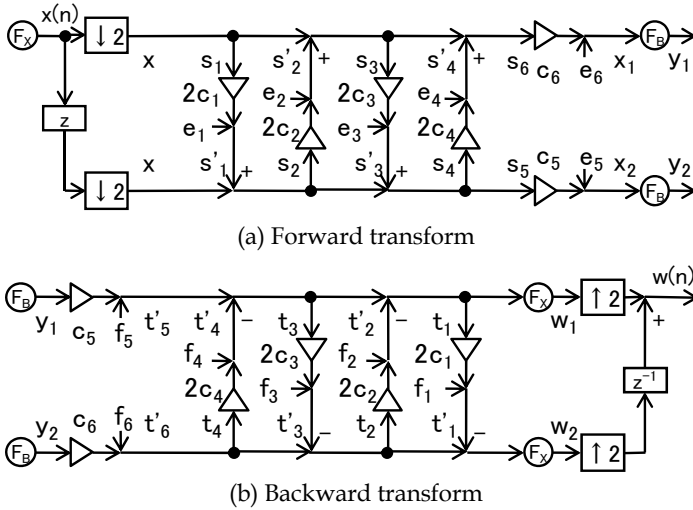 x(n)
F_X ↓2 x s_1 s'_2 s_3 s'_4 s_6 c_6 e_6 x_1 F_B y_1
+ +
2c_1 e_2 2c_3 e_4
z e_1 2c_2 e_3 2c_4
↓2 x s'_1 + s_2 s'_3 + s_4 s_5 c_5 e_5 x_2 F_B y_2
(a) Forward transform
F_B y_1 c_5 f_5 t'_5 t'_4 − t_3 t'_2 − t_1 F_X w_1 ↑2 w(n)
+
f_4 2c_3 f_2 2c_1
2c_4 f_3 2c_2 f_1 z^{-1}
F_B y_2 c_6 f_6 t'_6 t_4 t'_3 − t_2 t'_1 − F_X w_2 ↑2
(b) Backward transform